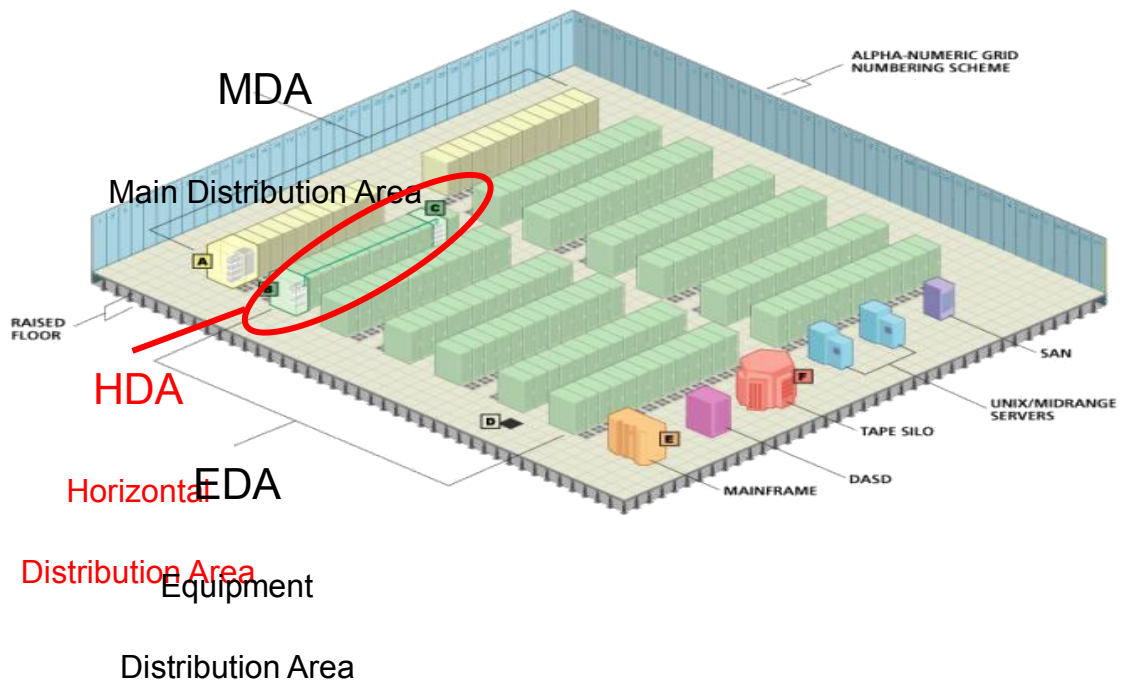 ALPHA-NUMERIC GRID
NUMBERING SCHEME
MDA
Main Distribution Area
C
A
B
RAISED
FLOOR
HDA
SAN
UNIX/MIDRANGE
SERVERS
F
TAPE SILO
D
E
DASD
MAINFRAME
EDA
Horizontal
Distribution Area
Equipment
Distribution Area